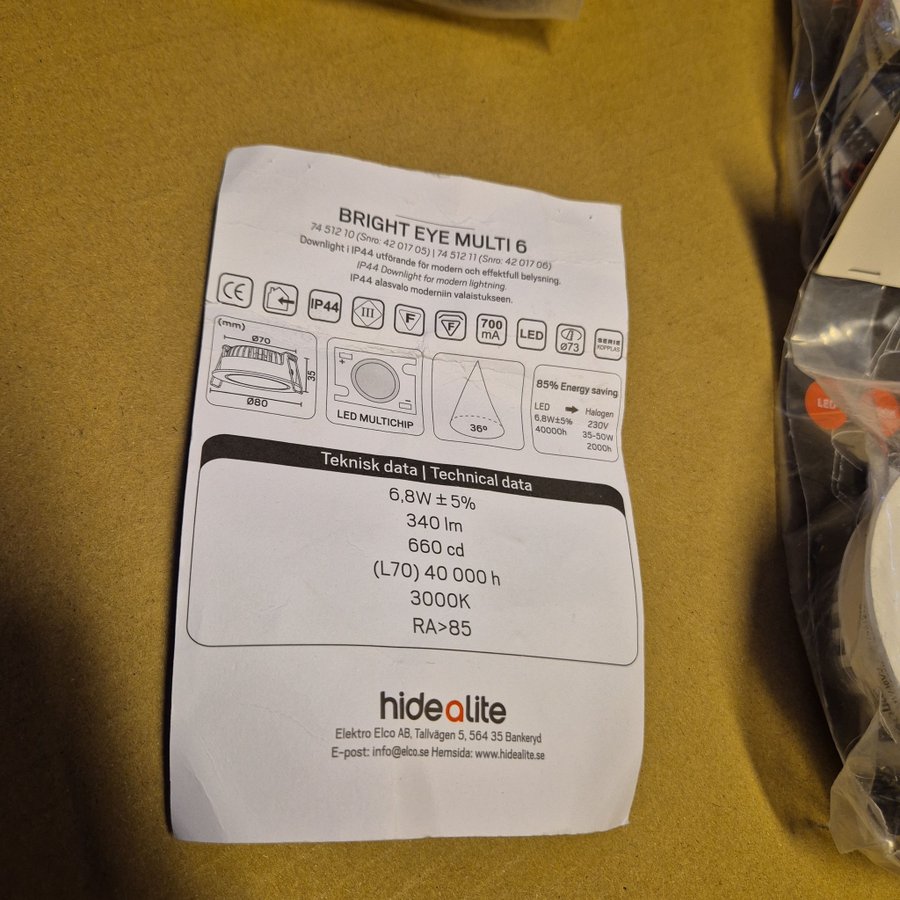 BRIGHT EYE MULTI 6
74 512 10 (Snro: 42 017 05) | 74 512 11 (Snro: 42 017 06)
Downlight i IP44 utförande för modern och effektfull belysning.
IP44 Downlight for modern lightning.
IP44 alasvalo moderniin valaistukseen.
CE IP44 III F F 700 mA LED Ø73 SERIE KOPPLAS
(mm)
Ø70
35
Ø80
+
-
LED MULTICHIP
36°
85% Energy saving
LED Halogen
6,8W±5% 230V
40000h 35-50W
2000h
Teknisk data | Technical data
6,8W ± 5%
340 lm
660 cd
(L70) 40 000 h
3000K
RA>85
hidealite
Elektro Elco AB, Tallvägen 5, 564 35 Bankeryd
E-post: info@elco.se Hemsida: www.hidealite.se
LED